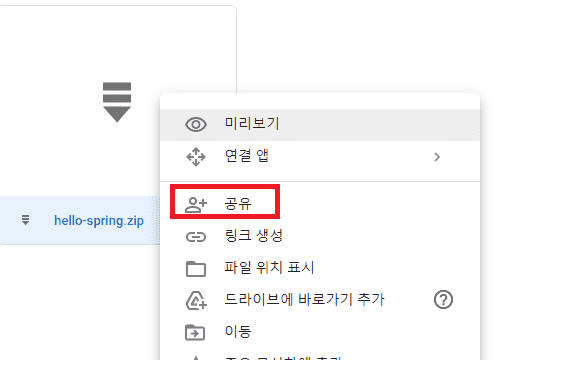 미리보기
연결 앱
hello-spring.zip
공유
링크 생성
파일 위치 표시
드라이브에 바로가기 추가
이동